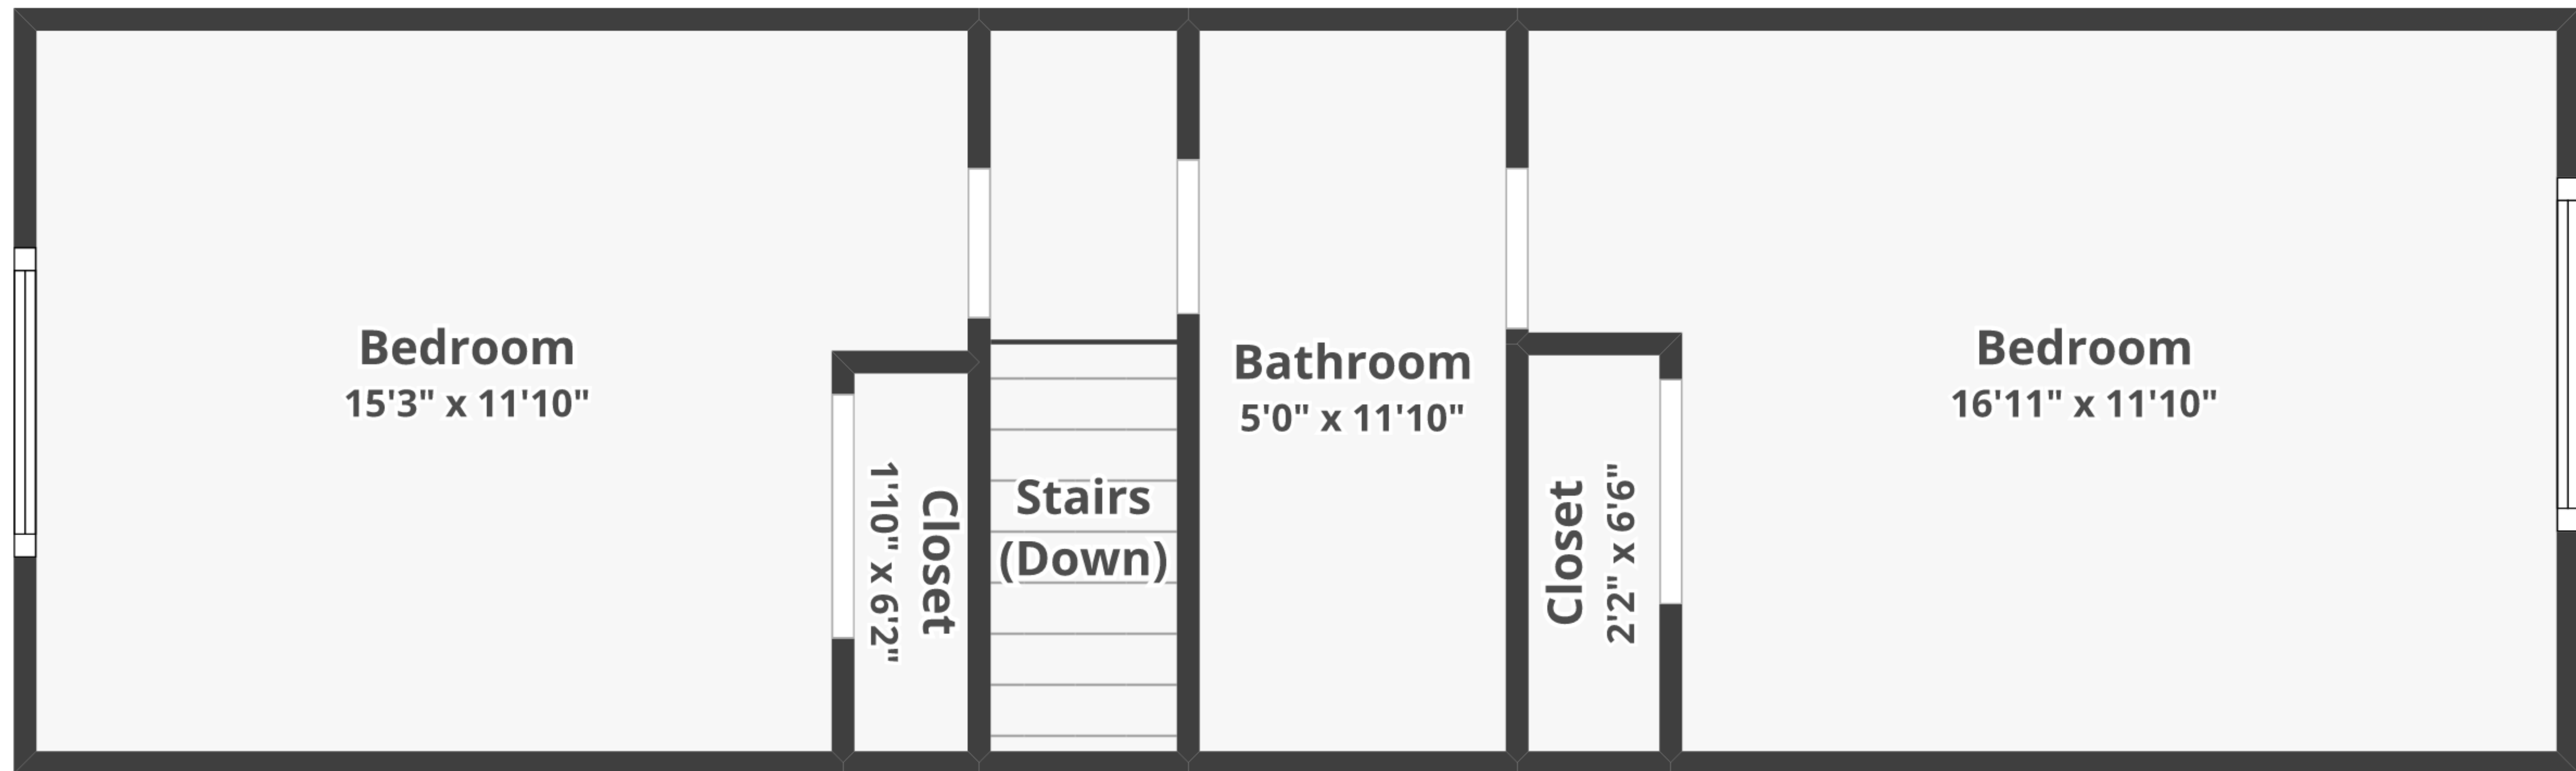 Bedroom
15'3" x 11'10"
Closet
1'10" x 6'2"
Stairs
(Down)
Bathroom
5'0" x 11'10"
Closet
2'2" x 6'6"
Bedroom
16'11" x 11'10"